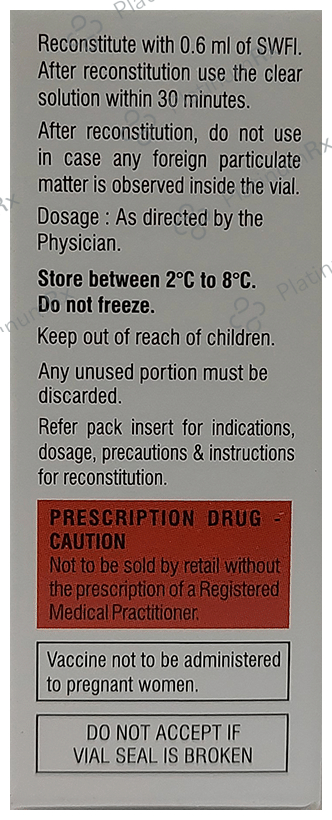 Reconstitute with 0.6 ml of SWFI.
After reconstitution use the clear
solution within 30 minutes.
After reconstitution, do not use
in case any foreign particulate
matter is observed inside the vial.
Dosage : As directed by the
Physician.
Store between 2°C to 8°C.
Do not freeze.
Keep out of reach of children.
Any unused portion must be
discarded.
Refer pack insert for indications,
dosage, precautions & instructions
for reconstitution.
PRESCRIPTION DRUG -
CAUTION
Not to be sold by retail without
the prescription of a Registered
Medical Practitioner.
Vaccine not to be administered
to pregnant women.
DO NOT ACCEPT IF
VIAL SEAL IS BROKEN